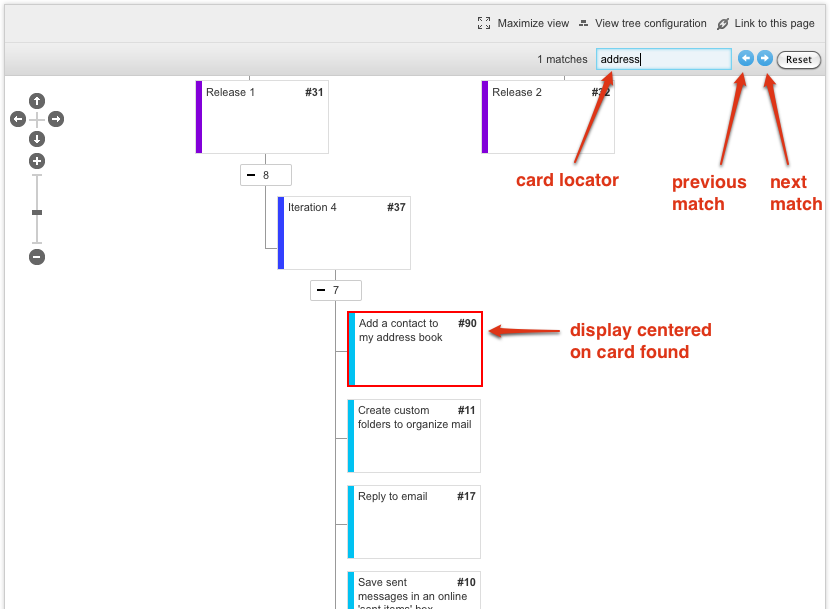 Maximize view View tree configuration Link to this page
1 matches address Reset
Release 1 #31
Release 2 #32
card locator
previous
match
next
match
8
Iteration 4 #37
7
Add a contact to #90
my address book
display centered
on card found
Create custom #11
folders to organize mail
Reply to email #17
Save sent #10
messages in an online
'sent items' box